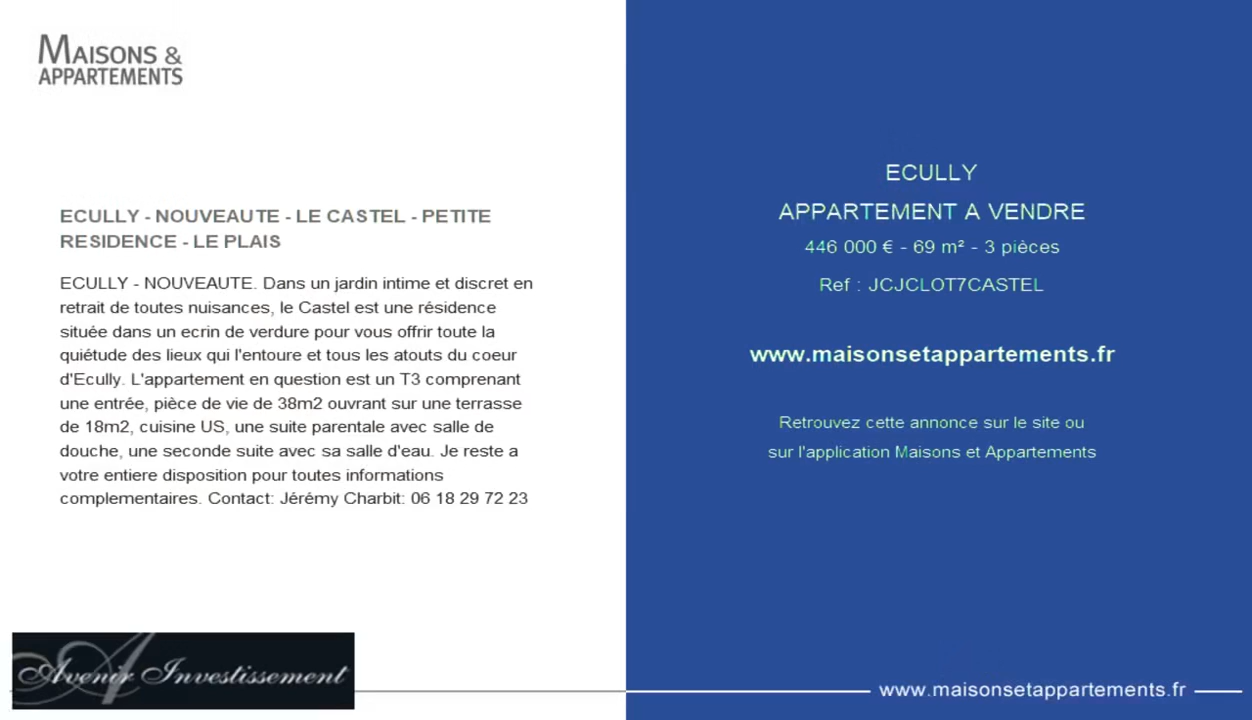 MAISONS &
APPARTEMENTS
ECULLY - NOUVEAUTE - LE CASTEL - PETITE
RESIDENCE - LE PLAIS
ECULLY - NOUVEAUTE. Dans un jardin intime et discret en
retrait de toutes nuisances, le Castel est une résidence
située dans un ecrin de verdure pour vous offrir toute la
quiétude des lieux qui l'entoure et tous les atouts du coeur
d'Ecully. L'appartement en question est un T3 comprenant
une entrée, pièce de vie de 38m2 ouvrant sur une terrasse
de 18m2, cuisine US, une suite parentale avec salle de
douche, une seconde suite avec sa salle d'eau. Je reste a
votre entiere disposition pour toutes informations
complementaires. Contact: Jérémy Charbit: 06 18 29 72 23
Avenir Investissement
ECULLY
APPARTEMENT A VENDRE
446 000 € - 69 m² - 3 pièces
Ref : JCJCLOT7CASTEL
www.maisonsetappartements.fr
Retrouvez cette annonce sur le site ou
sur l'application Maisons et Appartements
www.maisonsetappartements.fr